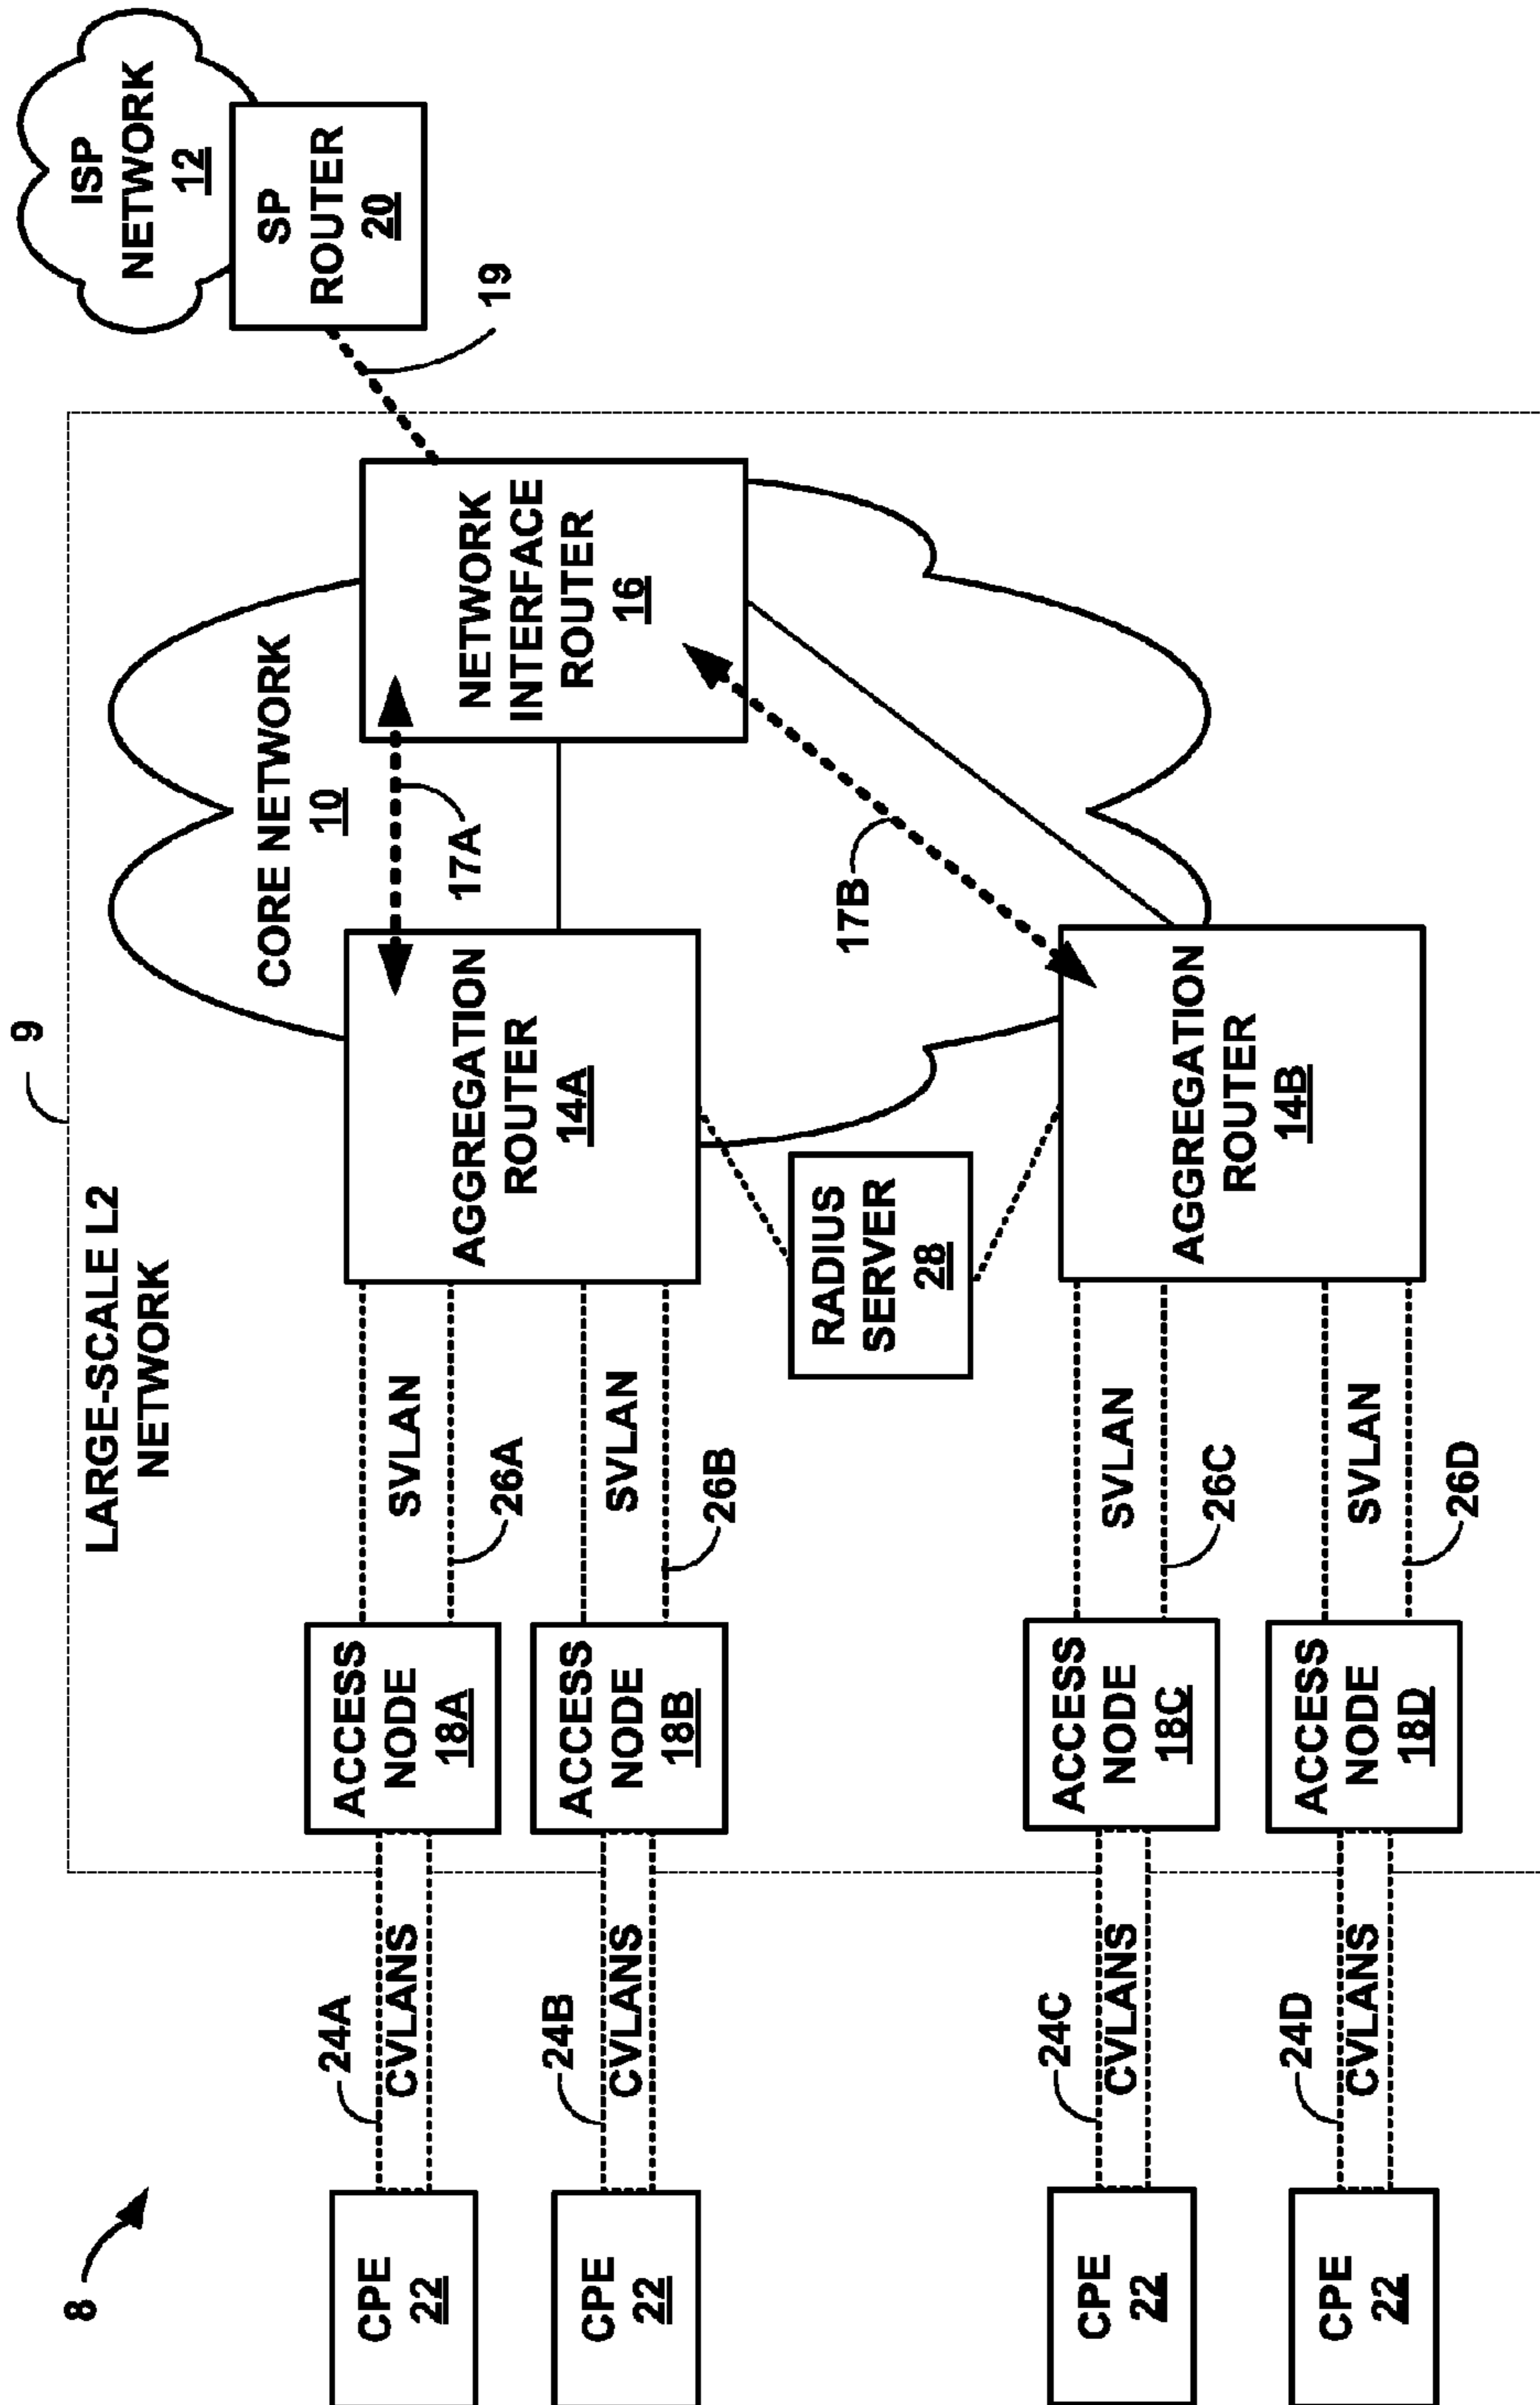 8
9
LARGE-SCALE L2
NETWORK
ISP
NETWORK
12
SP
ROUTER
20
19
CORE NETWORK
10
17A
NETWORK
INTERFACE
ROUTER
16
17B
CPE
22
24A
CVLANS
ACCESS
NODE
18A
SVLAN
26A
AGGREGATION
ROUTER
14A
CPE
22
24B
CVLANS
ACCESS
NODE
18B
SVLAN
26B
RADIUS
SERVER
28
CPE
22
24C
CVLANS
ACCESS
NODE
18C
SVLAN
26C
AGGREGATION
ROUTER
14B
CPE
22
24D
CVLANS
ACCESS
NODE
18D
SVLAN
26D